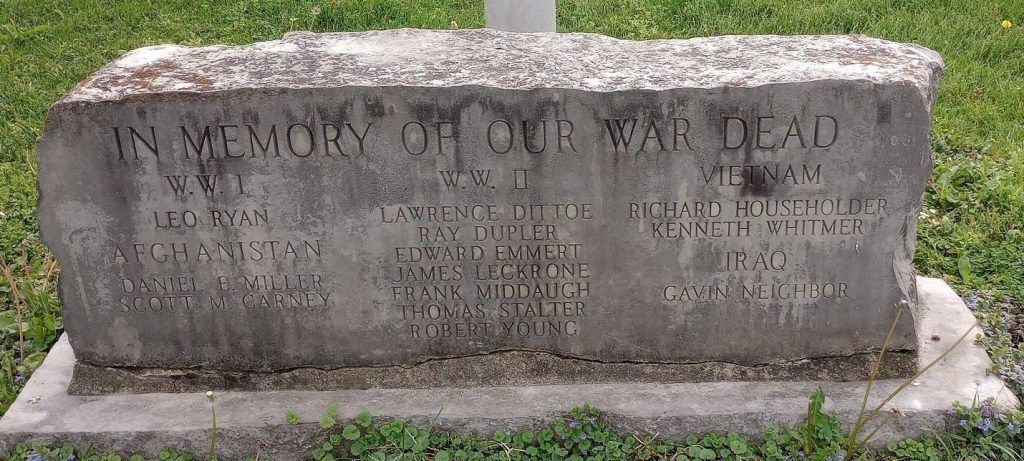 IN MEMORY OF OUR WAR DEAD
W.W. I
LEO RYAN
AFGHANISTAN
DANIEL E. MILLER
SCOTT M. CARNEY
W.W. II
LAWRENCE DITTOE
RAY DUPLER
EDWARD EMMERT
JAMES LECKRONE
FRANK MIDDAUGH
THOMAS STALTER
ROBERT YOUNG
VIETNAM
RICHARD HOUSEHOLDER
KENNETH WHITMER
IRAQ
GAVIN NEIGHBOR